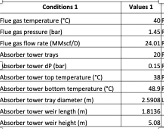 Conditions 1 Values 1
Flue gas temperature (°C) 40
Flue gas pressure (bar) 1.45
Flue gas flow rate (MMscf/D) 24.01
Absorber tower trays 20
Absorber tower dP (bar) 0.15
Absorber tower top temperature (°C) 38
Absorber tower bottom temperature (°C) 48.9
Absorber tower tray diameter (m) 2.5908
Absorber tower weir length (m) 1.8136
Absorber tower weir height (m) 5.08